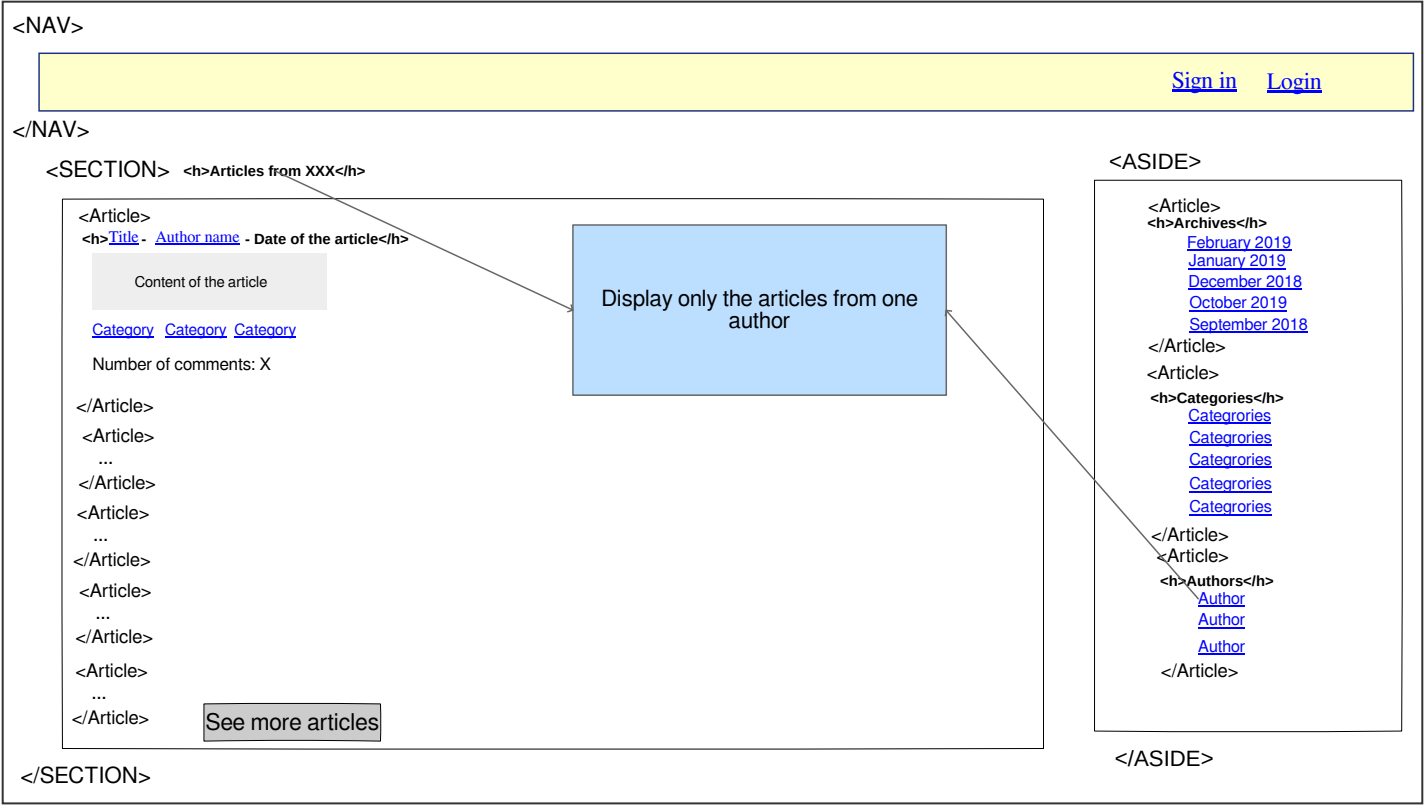 <NAV>
Sign in Login
</NAV>
<SECTION> <h>Articles from XXX</h>
<Article>
<h>Title - Author name - Date of the article</h>
Content of the article
Category Category Category
Number of comments: X
</Article>
<Article>
...
</Article>
<Article>
...
</Article>
<Article>
...
</Article>
<Article>
...
</Article>
See more articles
</SECTION>
Display only the articles from one
author
<ASIDE>
<Article>
<h>Archives</h>
February 2019
January 2019
December 2018
October 2019
September 2018
</Article>
<Article>
<h>Categories</h>
Categrories
Categrories
Categrories
Categrories
Categrories
</Article>
<Article>
<h>Authors</h>
Author
Author
Author
</Article>
</ASIDE>